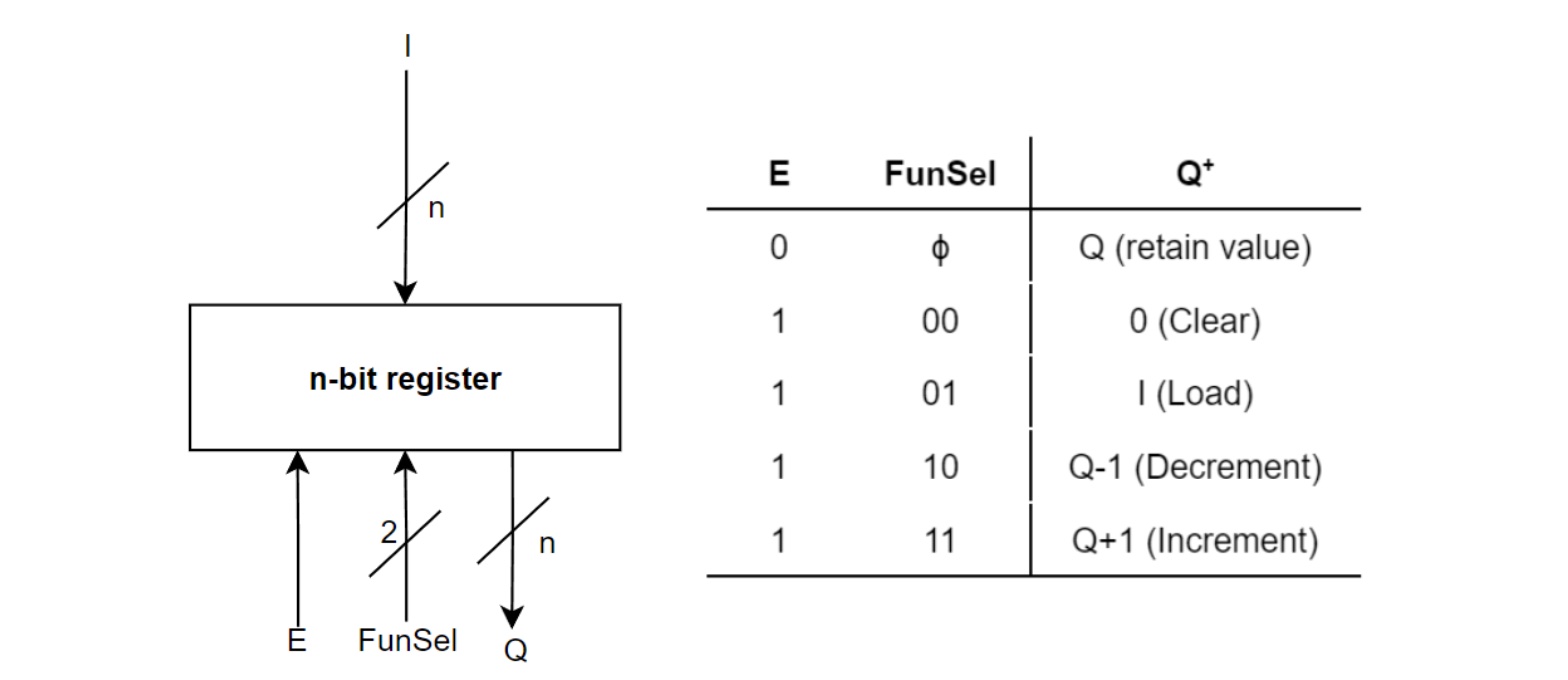 I
n
n-bit register
2
n
E FunSel Q
E FunSel Q⁺
0 ϕ Q (retain value)
1 00 0 (Clear)
1 01 I (Load)
1 10 Q-1 (Decrement)
1 11 Q+1 (Increment)